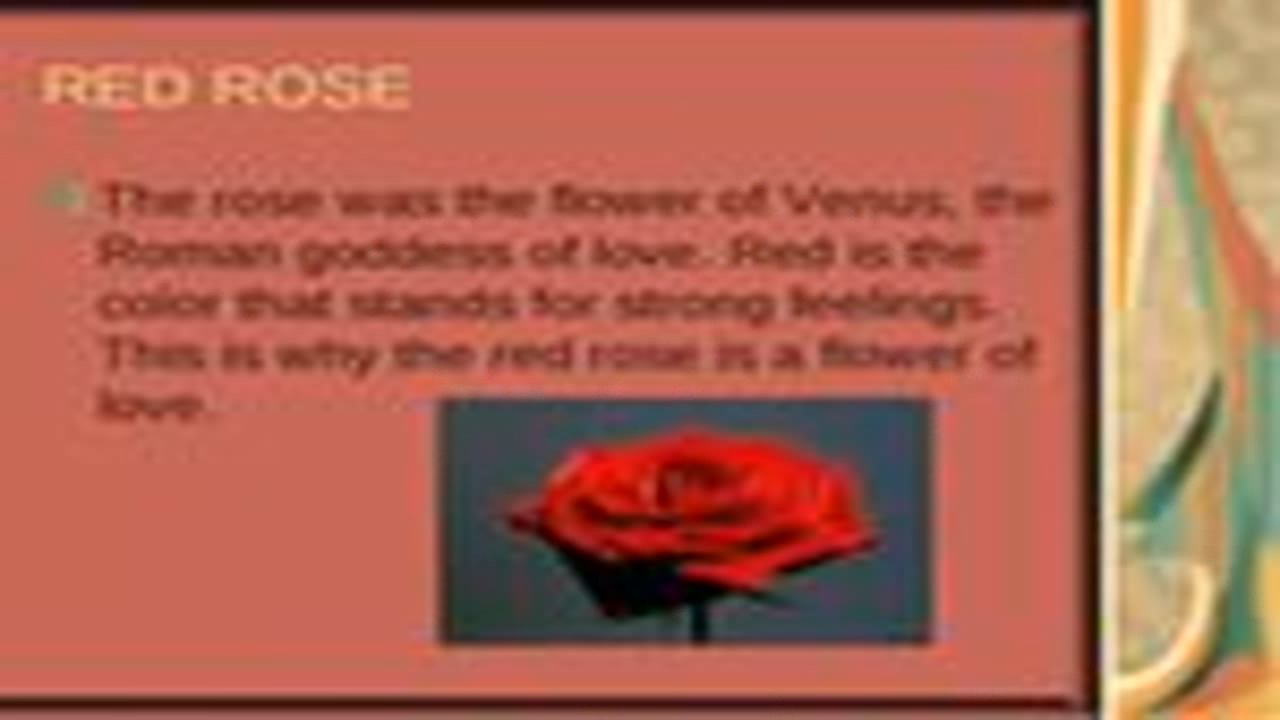 RED ROSE
The rose was the flower of Venus, the
Roman goddess of love. Red is the
color that stands for strong feelings.
This is why the red rose is a flower of
love.